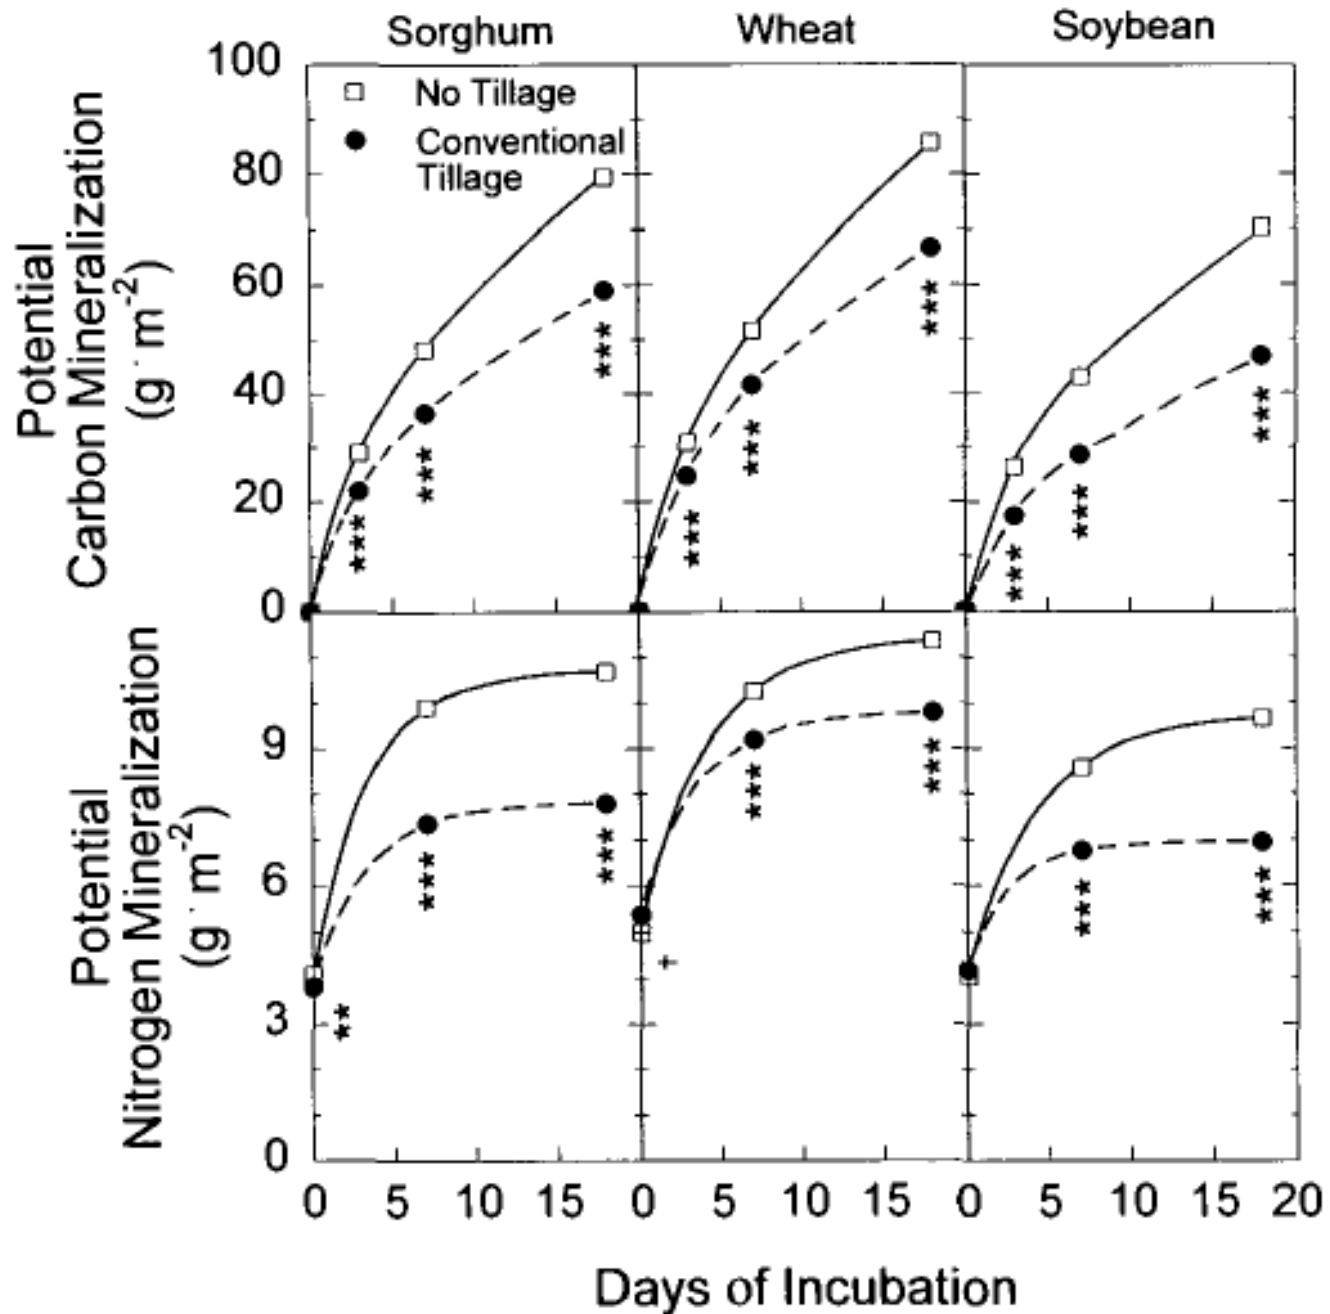 Sorghum
Wheat
Soybean
No Tillage
Conventional
Tillage
Potential
Carbon Mineralization
(g · m⁻²)
100
80
60
40
20
0
***
***
***
***
***
***
***
***
***
Potential
Nitrogen Mineralization
(g · m⁻²)
9
6
3
0
**
***
***
+
***
***
***
***
0 5 10 15 0 5 10 15 0 5 10 15 20
Days of Incubation